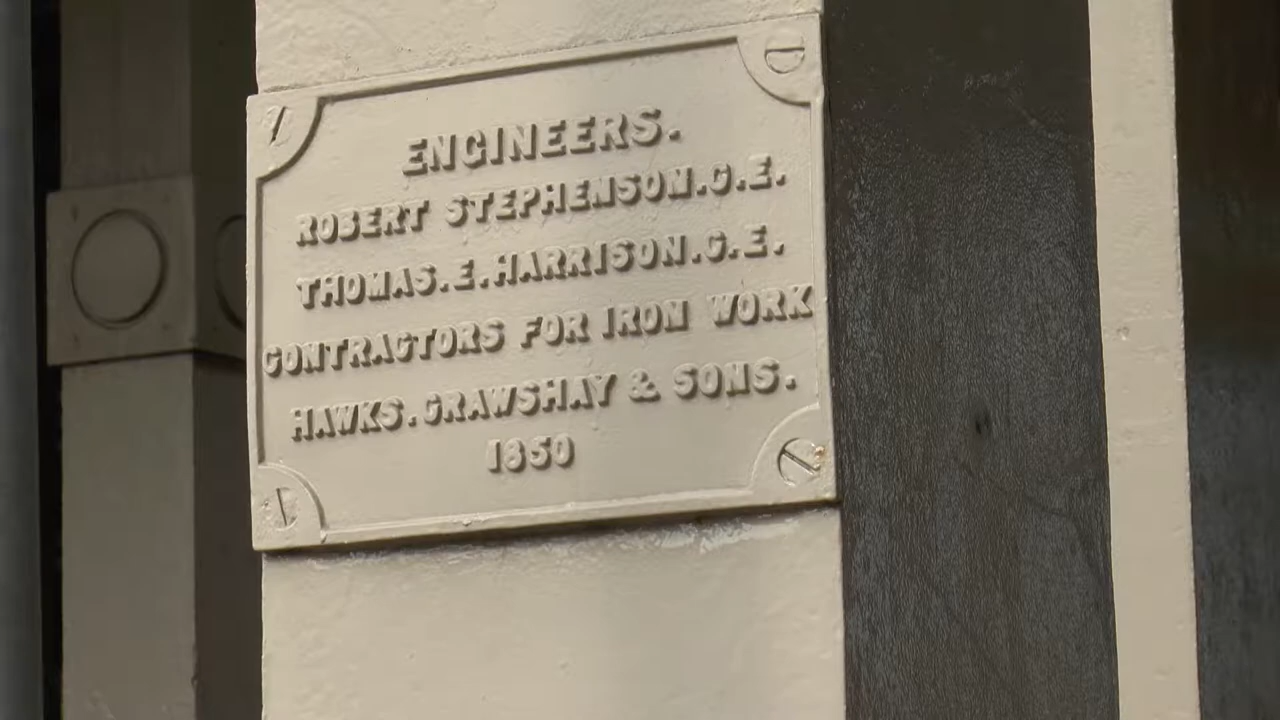 ENGINEERS.
ROBERT STEPHENSON.C.E.
THOMAS.E.HARRISON.C.E.
CONTRACTORS FOR IRON WORK
HAWKS.CRAWSHAY & SONS.
1850